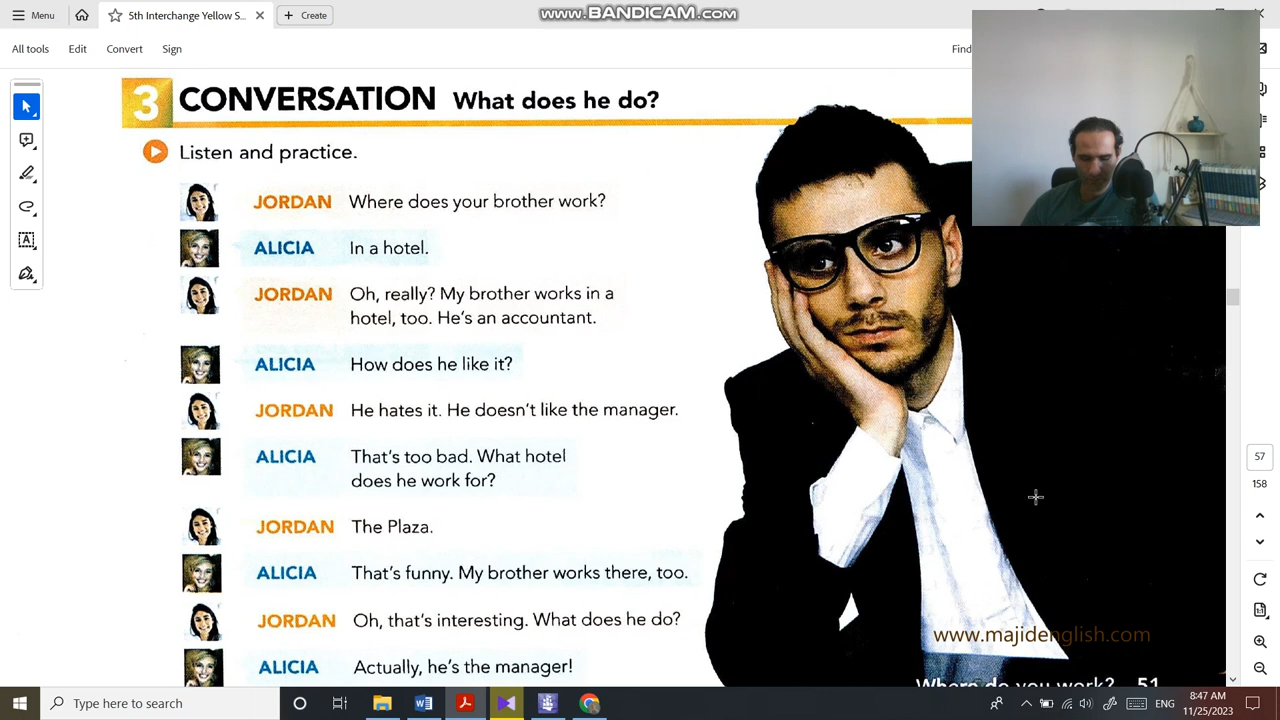 Menu
5th Interchange Yellow S...
Create
www.BANDICAM.com
All tools
Edit
Convert
Sign
Find
3 CONVERSATION What does he do?
Listen and practice.
JORDAN Where does your brother work?
ALICIA In a hotel.
JORDAN Oh, really? My brother works in a
hotel, too. He's an accountant.
ALICIA How does he like it?
JORDAN He hates it. He doesn't like the manager.
ALICIA That's too bad. What hotel
does he work for?
JORDAN The Plaza.
ALICIA That's funny. My brother works there, too.
JORDAN Oh, that's interesting. What does he do?
ALICIA Actually, he's the manager!
www.majidenglish.com
Where do you work? 51
57
158
Type here to search
ENG
8:47 AM
11/25/2023